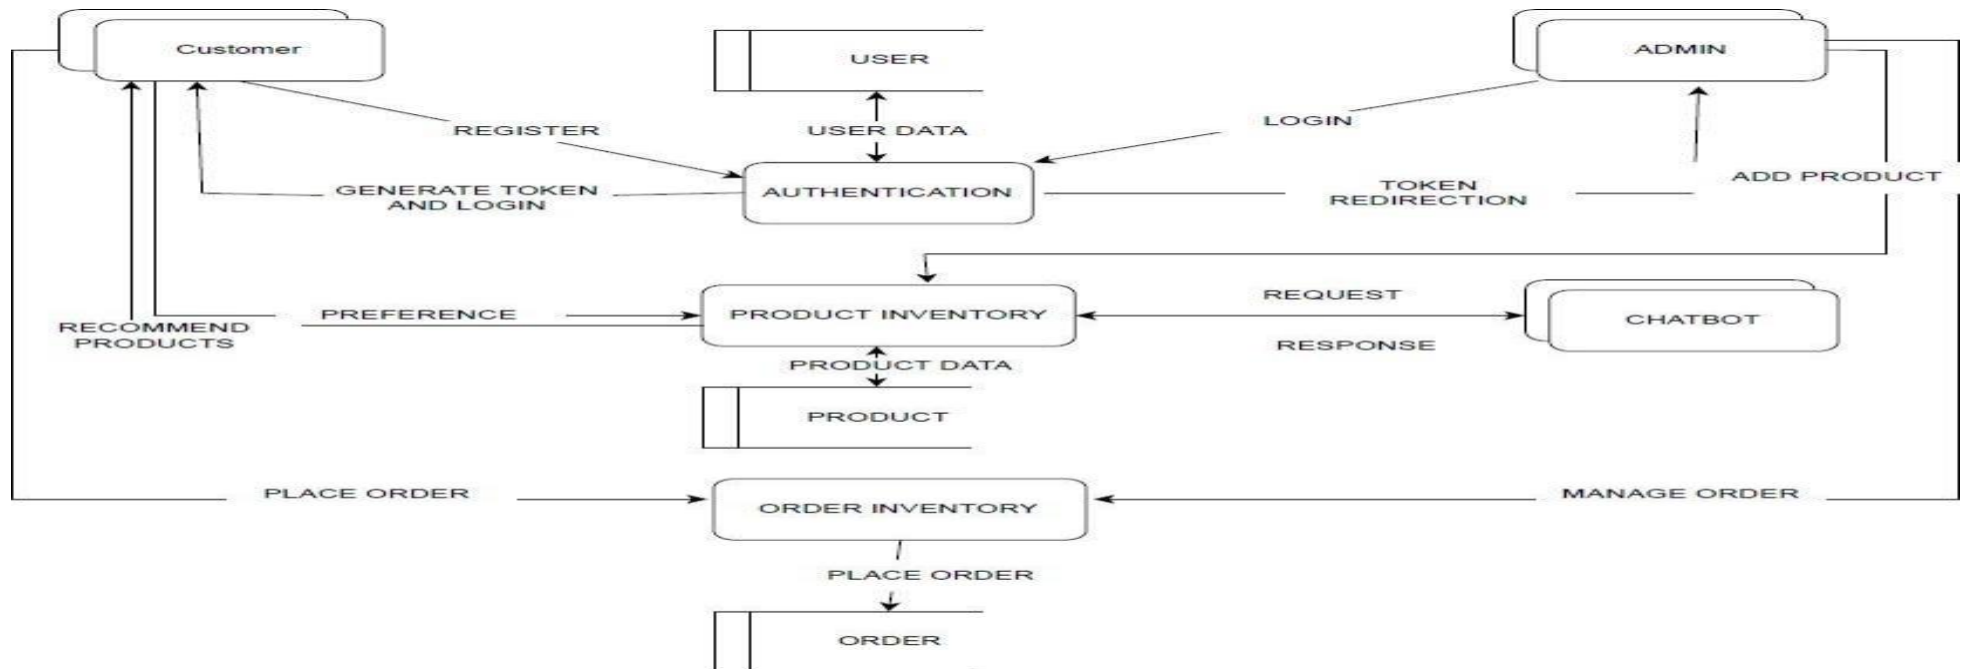 Customer
USER
ADMIN
REGISTER
USER DATA
LOGIN
GENERATE TOKEN
AND LOGIN
AUTHENTICATION
TOKEN
REDIRECTION
ADD PRODUCT
RECOMMEND
PRODUCTS
PREFERENCE
PRODUCT INVENTORY
REQUEST
RESPONSE
CHATBOT
PRODUCT DATA
PRODUCT
PLACE ORDER
ORDER INVENTORY
MANAGE ORDER
PLACE ORDER
ORDER